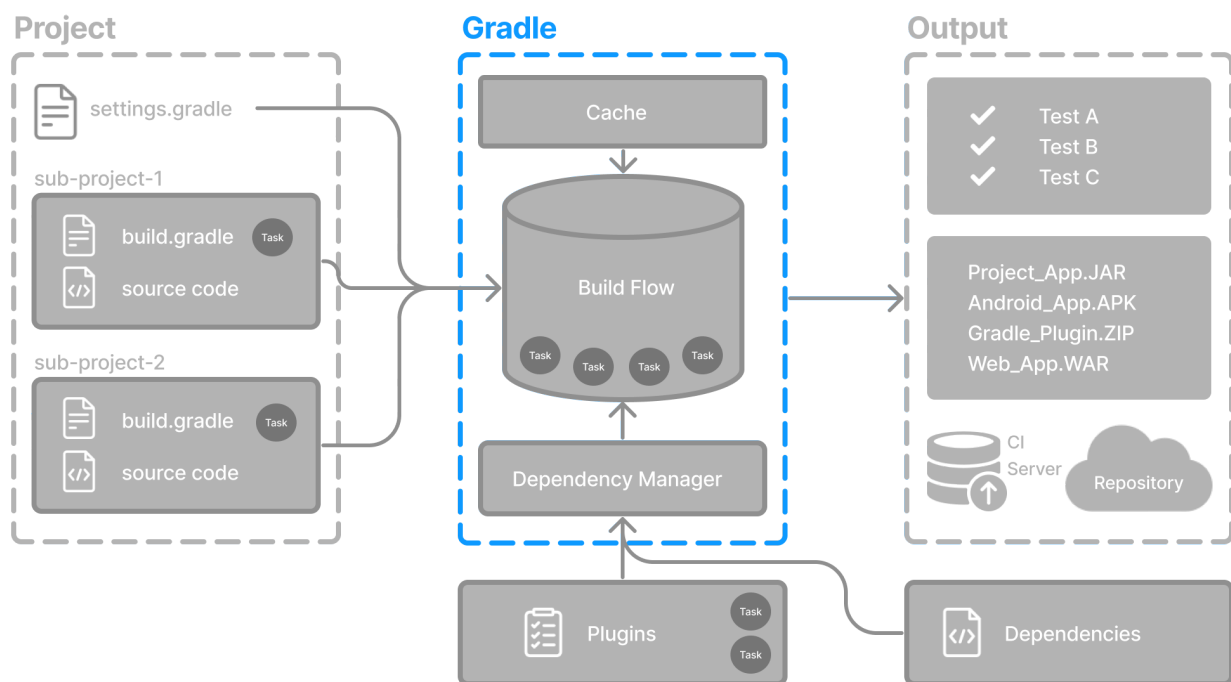 Project
settings.gradle
sub-project-1
build.gradle
Task
source code
sub-project-2
build.gradle
Task
source code
Gradle
Cache
Build Flow
Task
Task
Task
Task
Dependency Manager
Plugins
Task
Task
Output
Test A
Test B
Test C
Project_App.JAR
Android_App.APK
Gradle_Plugin.ZIP
Web_App.WAR
CI
Server
Repository
Dependencies